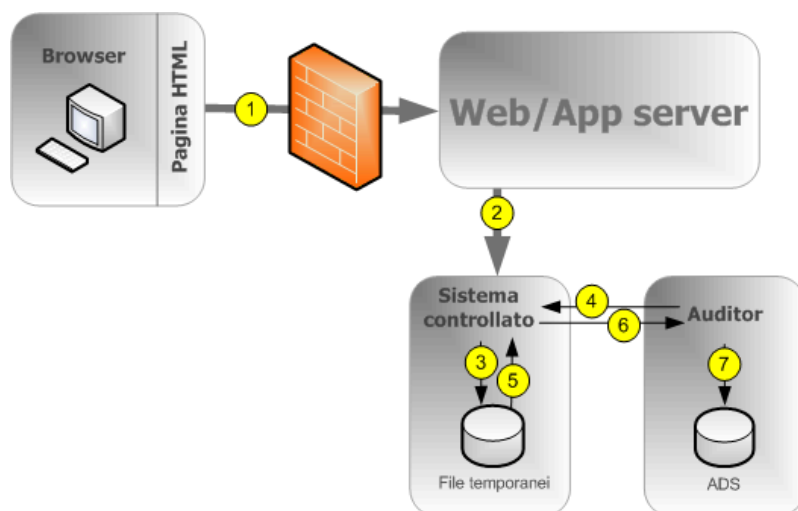 Browser
Pagina HTML
1
Web/App server
2
Sistema
controllato
4
6
Auditor
3
5
7
File temporanei
ADS